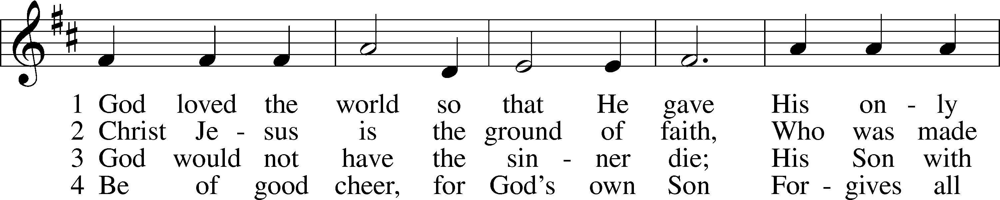 1 God loved the world so that He gave His on - ly
2 Christ Je - sus is the ground of faith, Who was made
3 God would not have the sin - ner die; His Son with
4 Be of good cheer, for God's own Son For - gives all